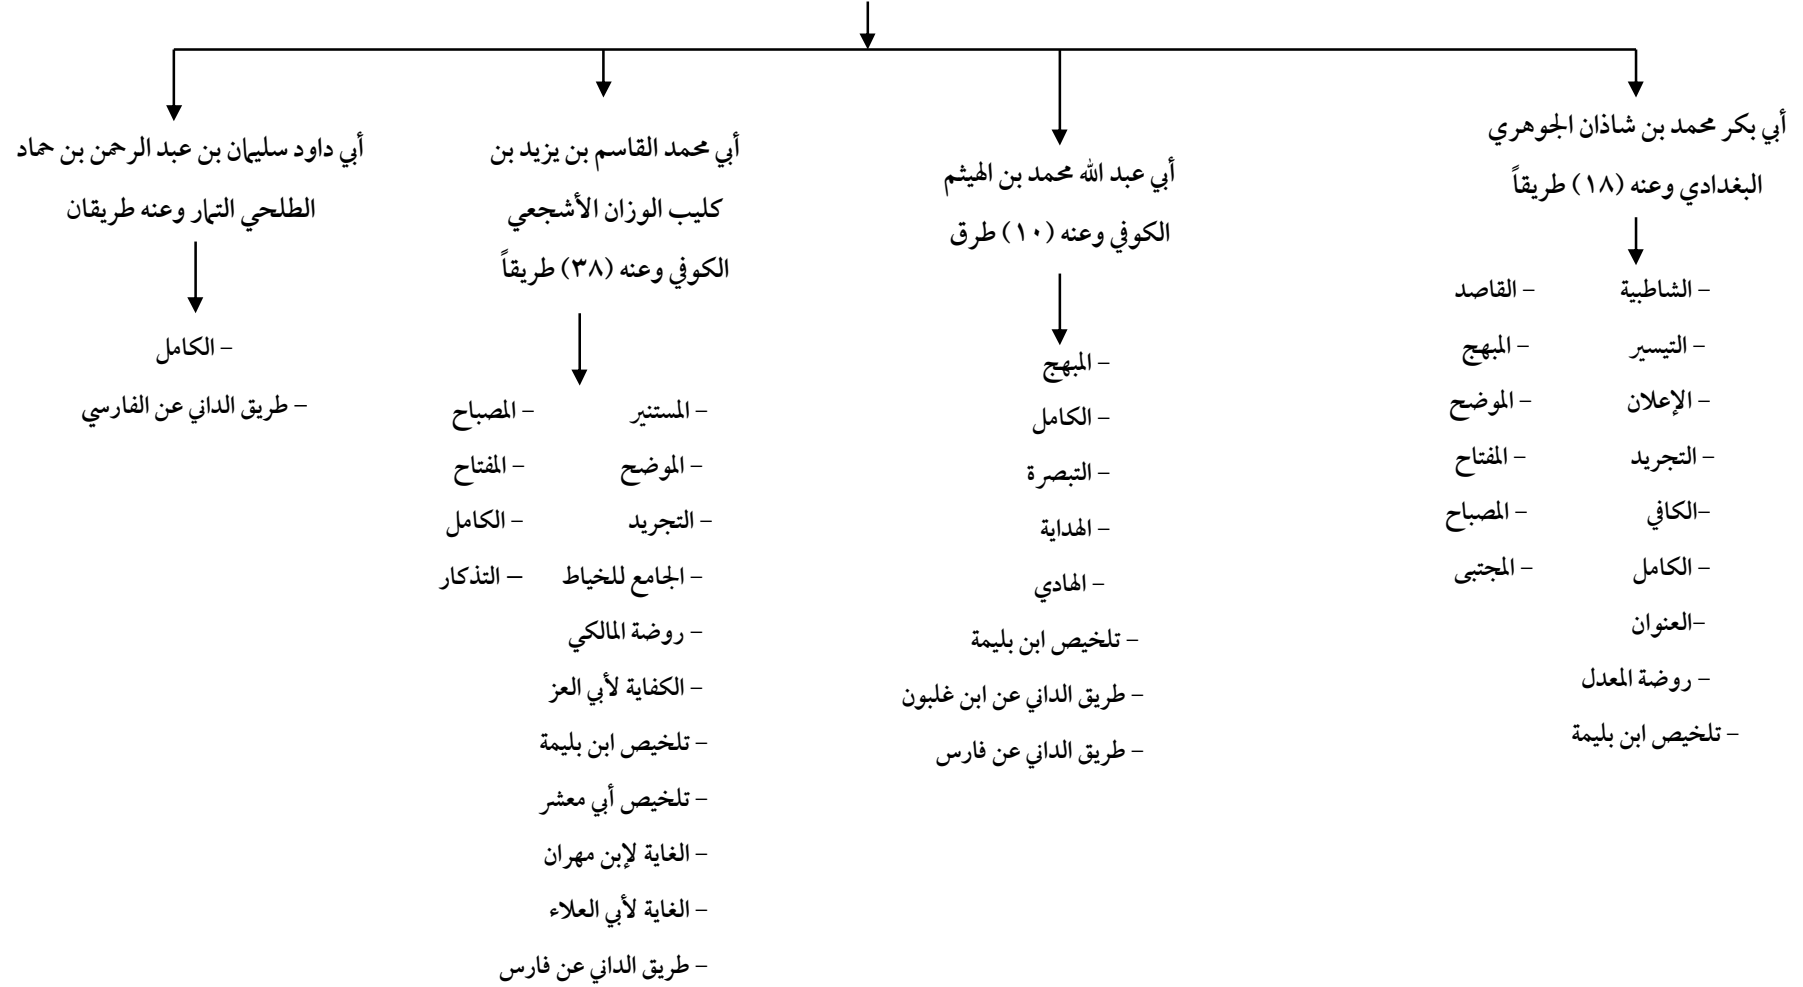 أبي بكر محمد بن شاذان الجوهري
البغدادي وعنه (١٨) طريقاً
– الشاطبية
– القاصد
– التيسير
– المبهج
– الإعلان
– الموضح
– التجريد
– المفتاح
–الكافي
– المصباح
– الكامل
– المجتبى
–العنوان
– روضة المعدل
– تلخيص ابن بليمة
أبي عبد الله محمد بن الهيثم
الكوفي وعنه (١٠) طرق
– المبهج
– الكامل
– التبصرة
– الهداية
– الهادي
– تلخيص ابن بليمة
– طريق الداني عن ابن غلبون
– طريق الداني عن فارس
أبي محمد القاسم بن يزيد بن
كليب الوزان الأشجعي
الكوفي وعنه (٣٨) طريقاً
– المستنير
– المصباح
– الموضح
– المفتاح
– التجريد
– الكامل
– الجامع للخياط
– التذكار
– روضة المالكي
– الكفاية لأبي العز
– تلخيص ابن بليمة
– تلخيص أبي معشر
– الغاية لإبن مهران
– الغاية لأبي العلاء
– طريق الداني عن فارس
أبي داود سليمان بن عبد الرحمن بن حماد
الطلحي التمار وعنه طريقان
– الكامل
– طريق الداني عن الفارسي